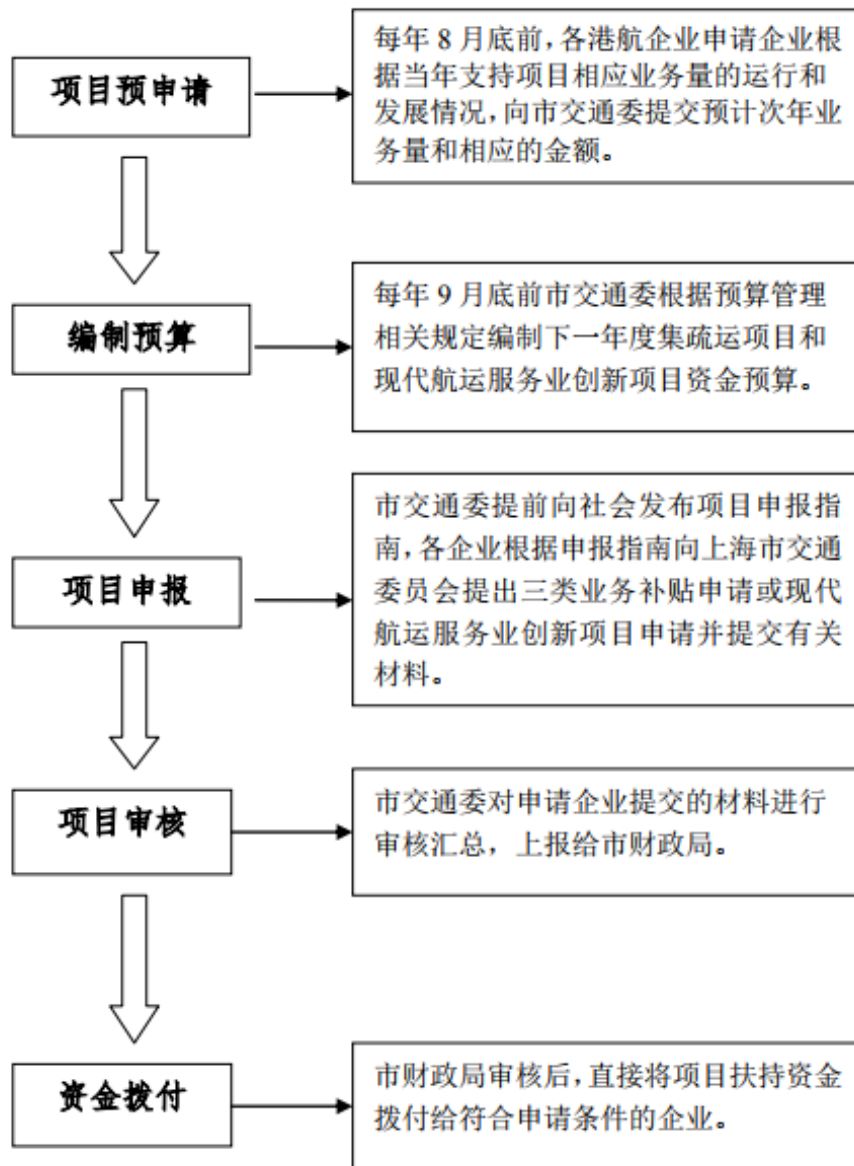 项目预申请
每年 8 月底前，各港航企业申请企业根
据当年支持项目相应业务量的运行和
发展情况，向市交通委提交预计次年业
务量和相应的金额。
编制预算
每年 9 月底前市交通委根据预算管理
相关规定编制下一年度集疏运项目和
现代航运服务业创新项目资金预算。
项目申报
市交通委提前向社会发布项目申报指
南，各企业根据申报指南向上海市交通
委员会提出三类业务补贴申请或现代
航运服务业创新项目申请并提交有关
材料。
项目审核
市交通委对申请企业提交的材料进行
审核汇总，上报给市财政局。
资金拨付
市财政局审核后，直接将项目扶持资金
拨付给符合申请条件的企业。